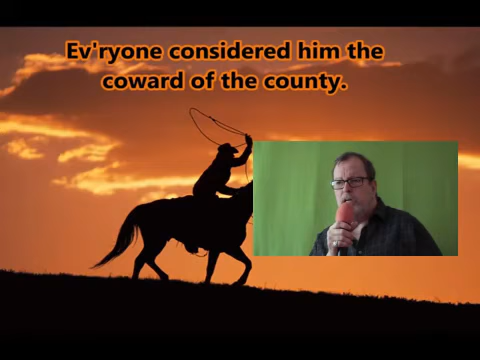 Ev'ryone considered him the
coward of the county.